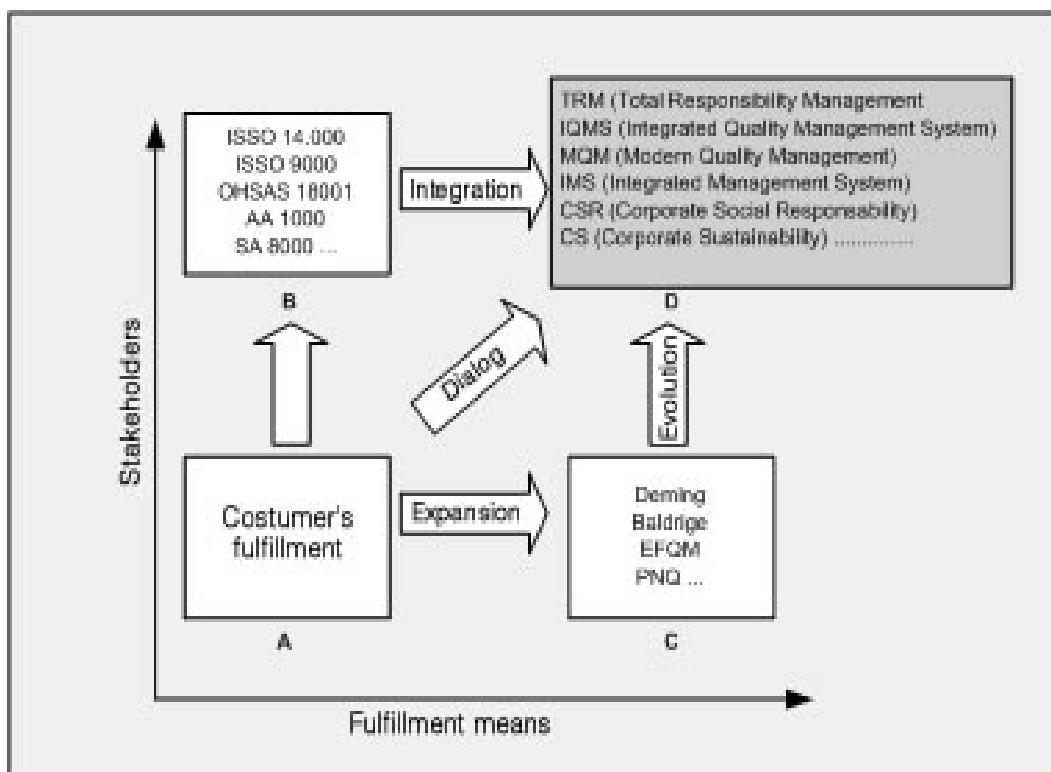 TRM (Total Responsibility Management
IQMS (Integrated Quality Management System)
MQM (Modern Quality Management)
IMS (Integrated Management System)
CSR (Corporate Social Responsability)
CS (Corporate Sustainability) ...............
ISSO 14.000
ISSO 9000
OHSAS 18001
AA 1000
SA 8000 ...
Integration
B
D
Dialog
Evolution
Stakeholders
Costumer's
fulfillment
Expansion
Deming
Baldrige
EFQM
PNQ ...
A
C
Fulfillment means